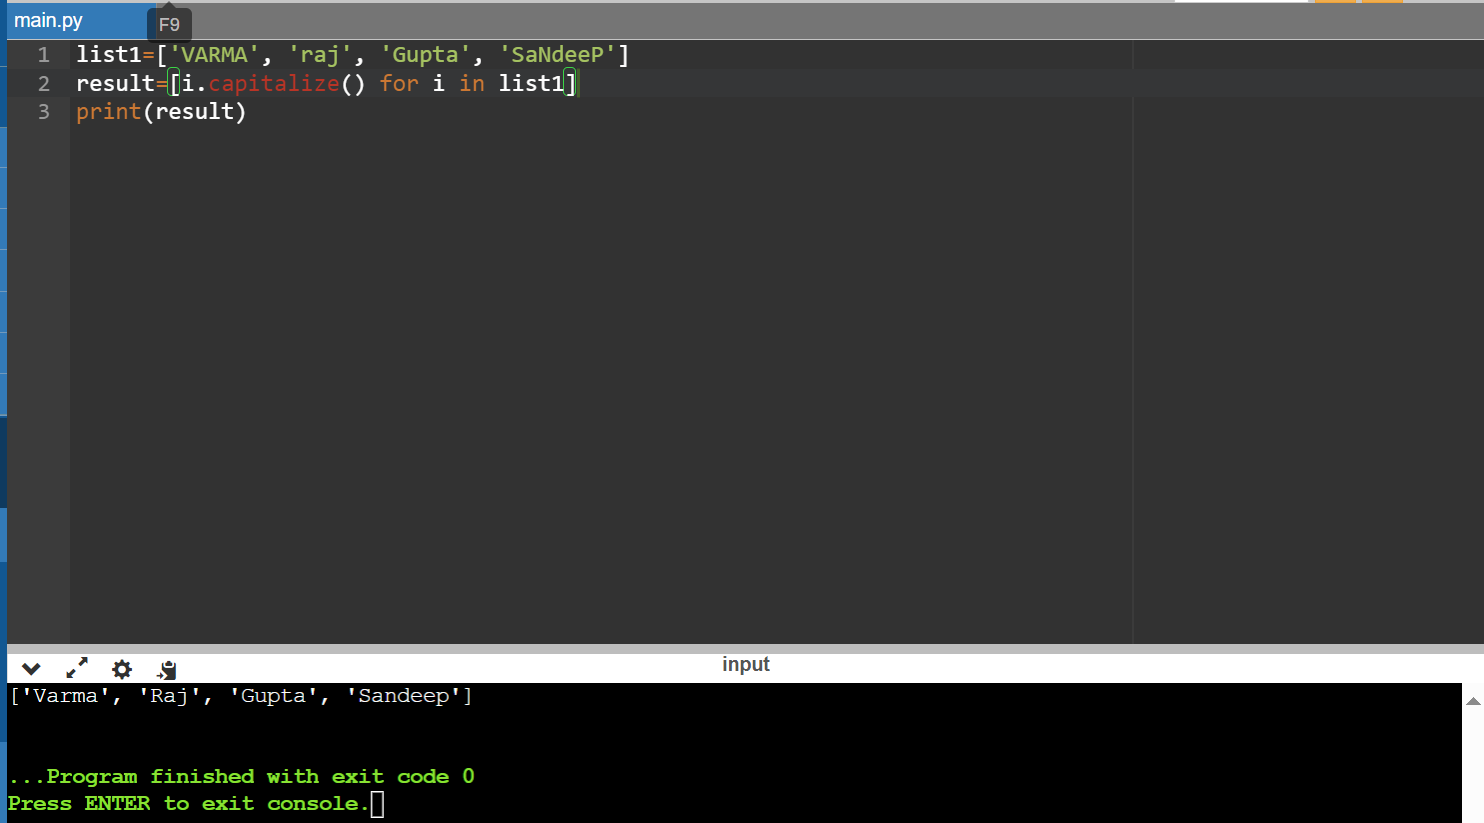 main.py
F9
1 list1=['VARMA', 'raj', 'Gupta', 'SaNdeeP']
2 result=[i.capitalize() for i in list1]
3 print(result)
input
['Varma', 'Raj', 'Gupta', 'Sandeep']
...Program finished with exit code 0
Press ENTER to exit console.